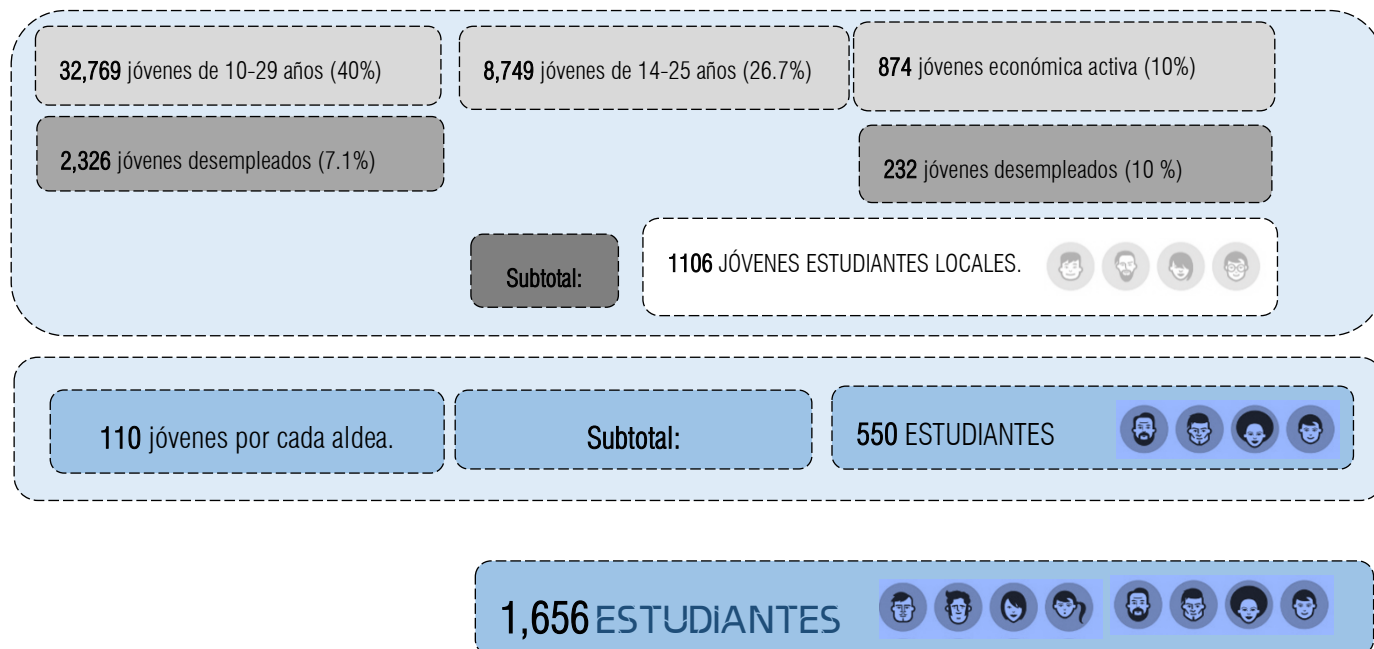 32,769 jóvenes de 10-29 años (40%)
8,749 jóvenes de 14-25 años (26.7%)
874 jóvenes económica activa (10%)
2,326 jóvenes desempleados (7.1%)
232 jóvenes desempleados (10 %)
Subtotal:
1106 JÓVENES ESTUDIANTES LOCALES.
110 jóvenes por cada aldea.
Subtotal:
550 ESTUDIANTES
1,656 ESTUDIANTES